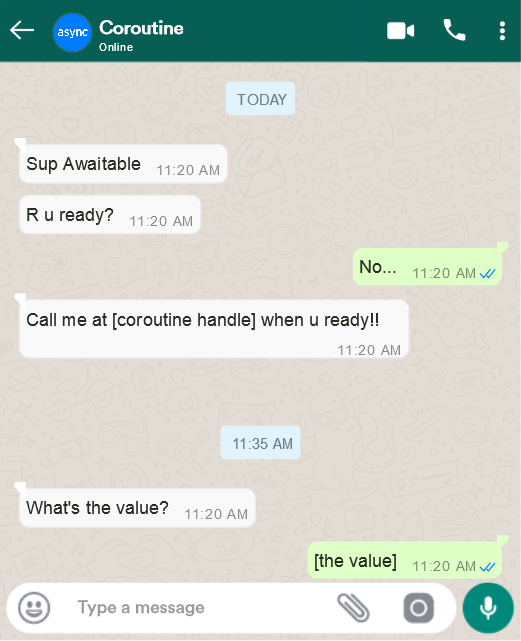 async
Coroutine
Online
TODAY
Sup Awaitable 11:20 AM
R u ready? 11:20 AM
No... 11:20 AM
Call me at [coroutine handle] when u ready!!
11:20 AM
11:35 AM
What's the value? 11:20 AM
[the value] 11:20 AM
Type a message